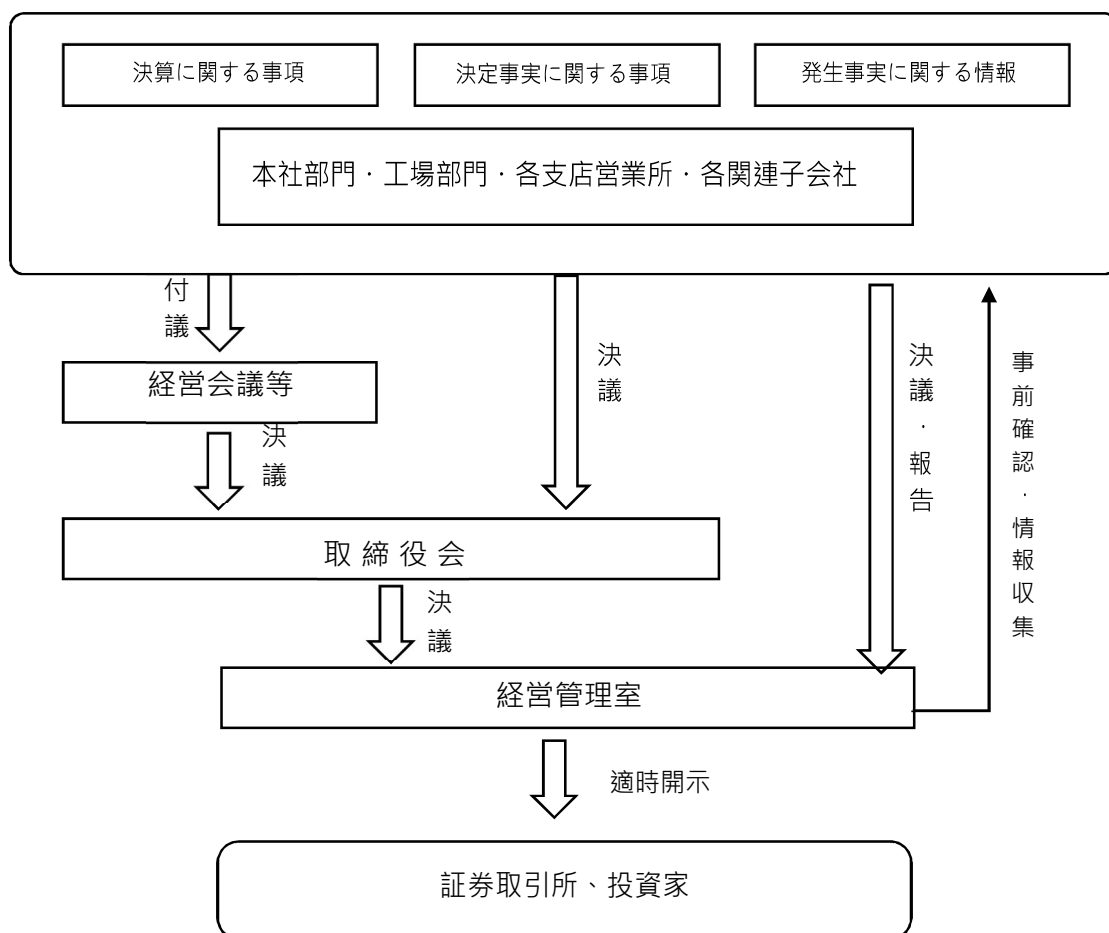 決算に関する事項
決定事実に関する事項
発生事実に関する情報
本社部門・工場部門・各支店営業所・各関連子会社
付議
経営会議等
決議
決議
決議・報告
事前確認・情報収集
取締役会
決議
経営管理室
適時開示
証券取引所、投資家